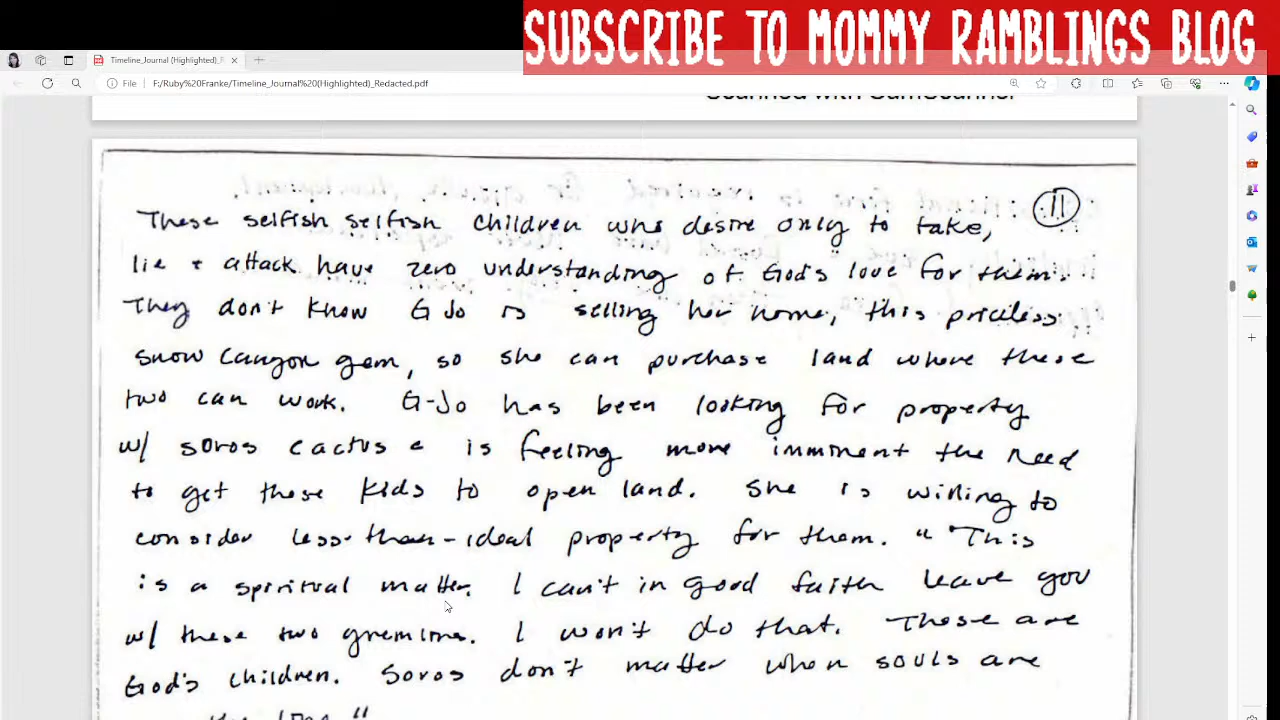 SUBSCRIBE TO MOMMY RAMBLINGS BLOG
Timeline_Journal (Highlighted)_R
File F:/Ruby%20Franke/Timeline_Journal%20(Highlighted)_Redacted.pdf
Scanned with CamScanner
11
These selfish selfish children who desire only to take,
lie + attack have zero understanding of God's love for them.
They don't know G Jo is selling her home, this priceless
snow canyon gem, so she can purchase land where these
two can work. G-Jo has been looking for property
w/ soros cactus & is feeling more imminent the need
to get these kids to open land. She is willing to
consider less-than-ideal property for them. "This
is a spiritual matter. I can't in good faith leave you
w/ these two gremlins. I won't do that. These are
God's children. Soros don't matter when souls are